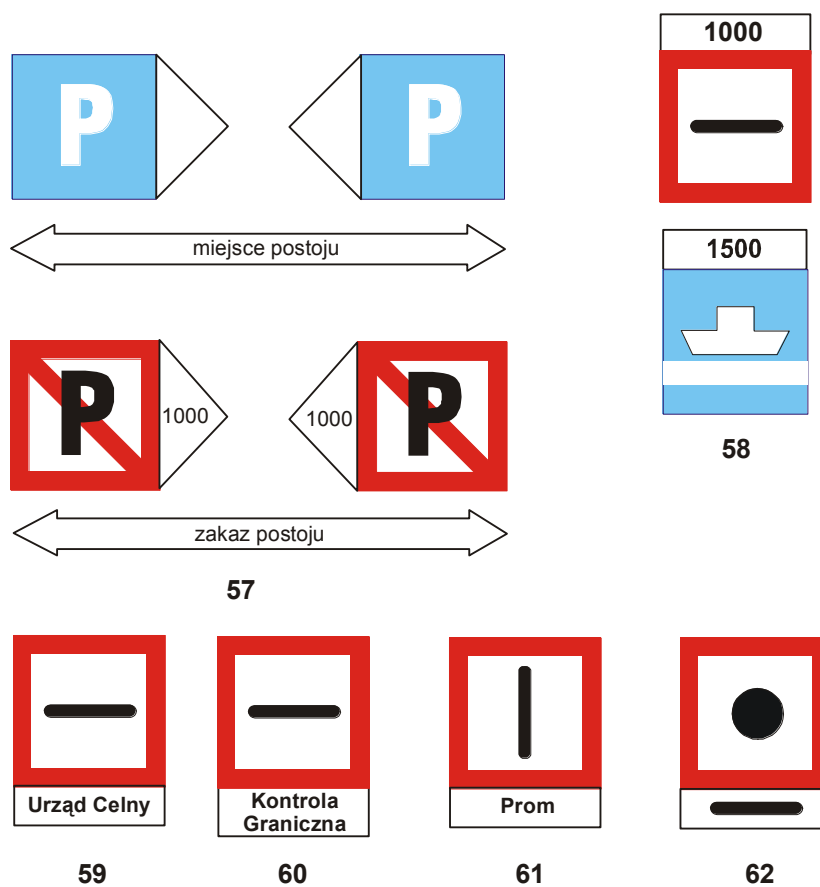 P P
miejsce postoju
P 1000 1000 P
zakaz postoju
57
1000
1500
58
Urząd Celny
59
Kontrola
Graniczna
60
Prom
61
62